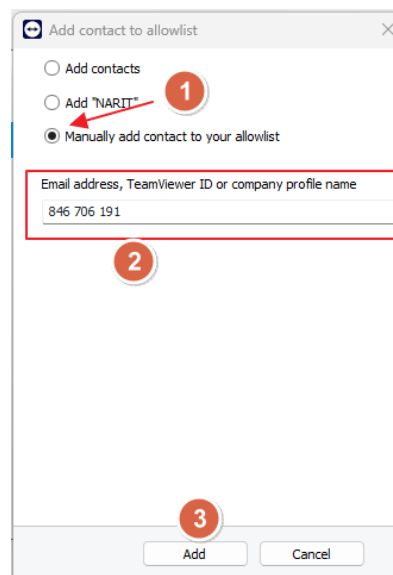 Add contact to allowlist
Add contacts
Add "NARIT"
1
Manually add contact to your allowlist
Email address, TeamViewer ID or company profile name
846 706 191
2
3
Add
Cancel